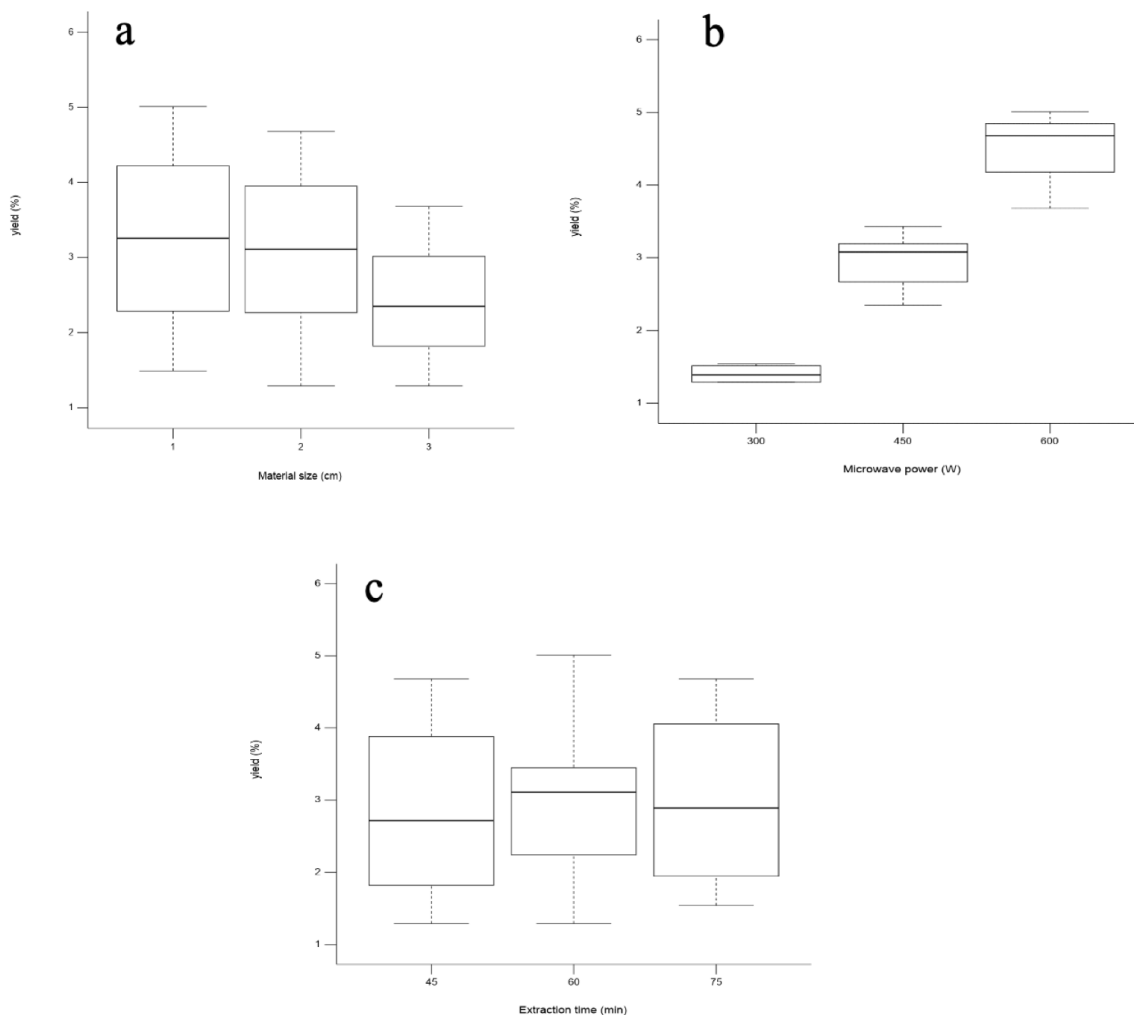 a
6
5
4
3
2
1
yield (%)
1 2 3
Material size (cm)
b
6
5
4
3
2
1
yield (%)
300 450 600
Microwave power (W)
c
6
5
4
3
2
1
yield (%)
45 60 75
Extraction time (min)